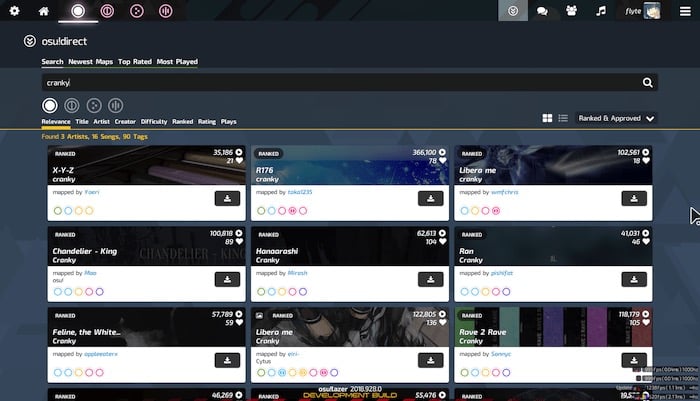 flyte
osu!direct
Search Newest Maps Top Rated Most Played
cranky
Relevance Title Artist Creator Difficulty Ranked Rating Plays
Ranked & Approved
Found 3 Artists, 16 Songs, 90 Tags
RANKED 35,186
21
X-Y-Z
cranky
mapped by Yoeri
RANKED 366,100
78
R176
cranky
mapped by taka1235
RANKED 102,561
18
Libera me
cranky
mapped by wmfchris
RANKED 100,818
89
Chandelier - King
Cranky
CHANDELIER - KING
mapped by Mao
osu!
RANKED 62,613
104
Hanaarashi
Cranky
mapped by Mirash
RANKED 41,031
46
Ran
Cranky
mapped by pishifat
RANKED 57,789
59
Feline, the White...
Cranky
mapped by appleeaterx
RANKED 122,805
136
Libera me
Cranky
mapped by eiri-
Cytus
RANKED 118,179
105
Rave 2 Rave
Cranky
mapped by Sonnyc
RANKED 46,269
RANKED 55,476
RANKED
osu!lazer 2018.928.0
DEVELOPMENT BUILD